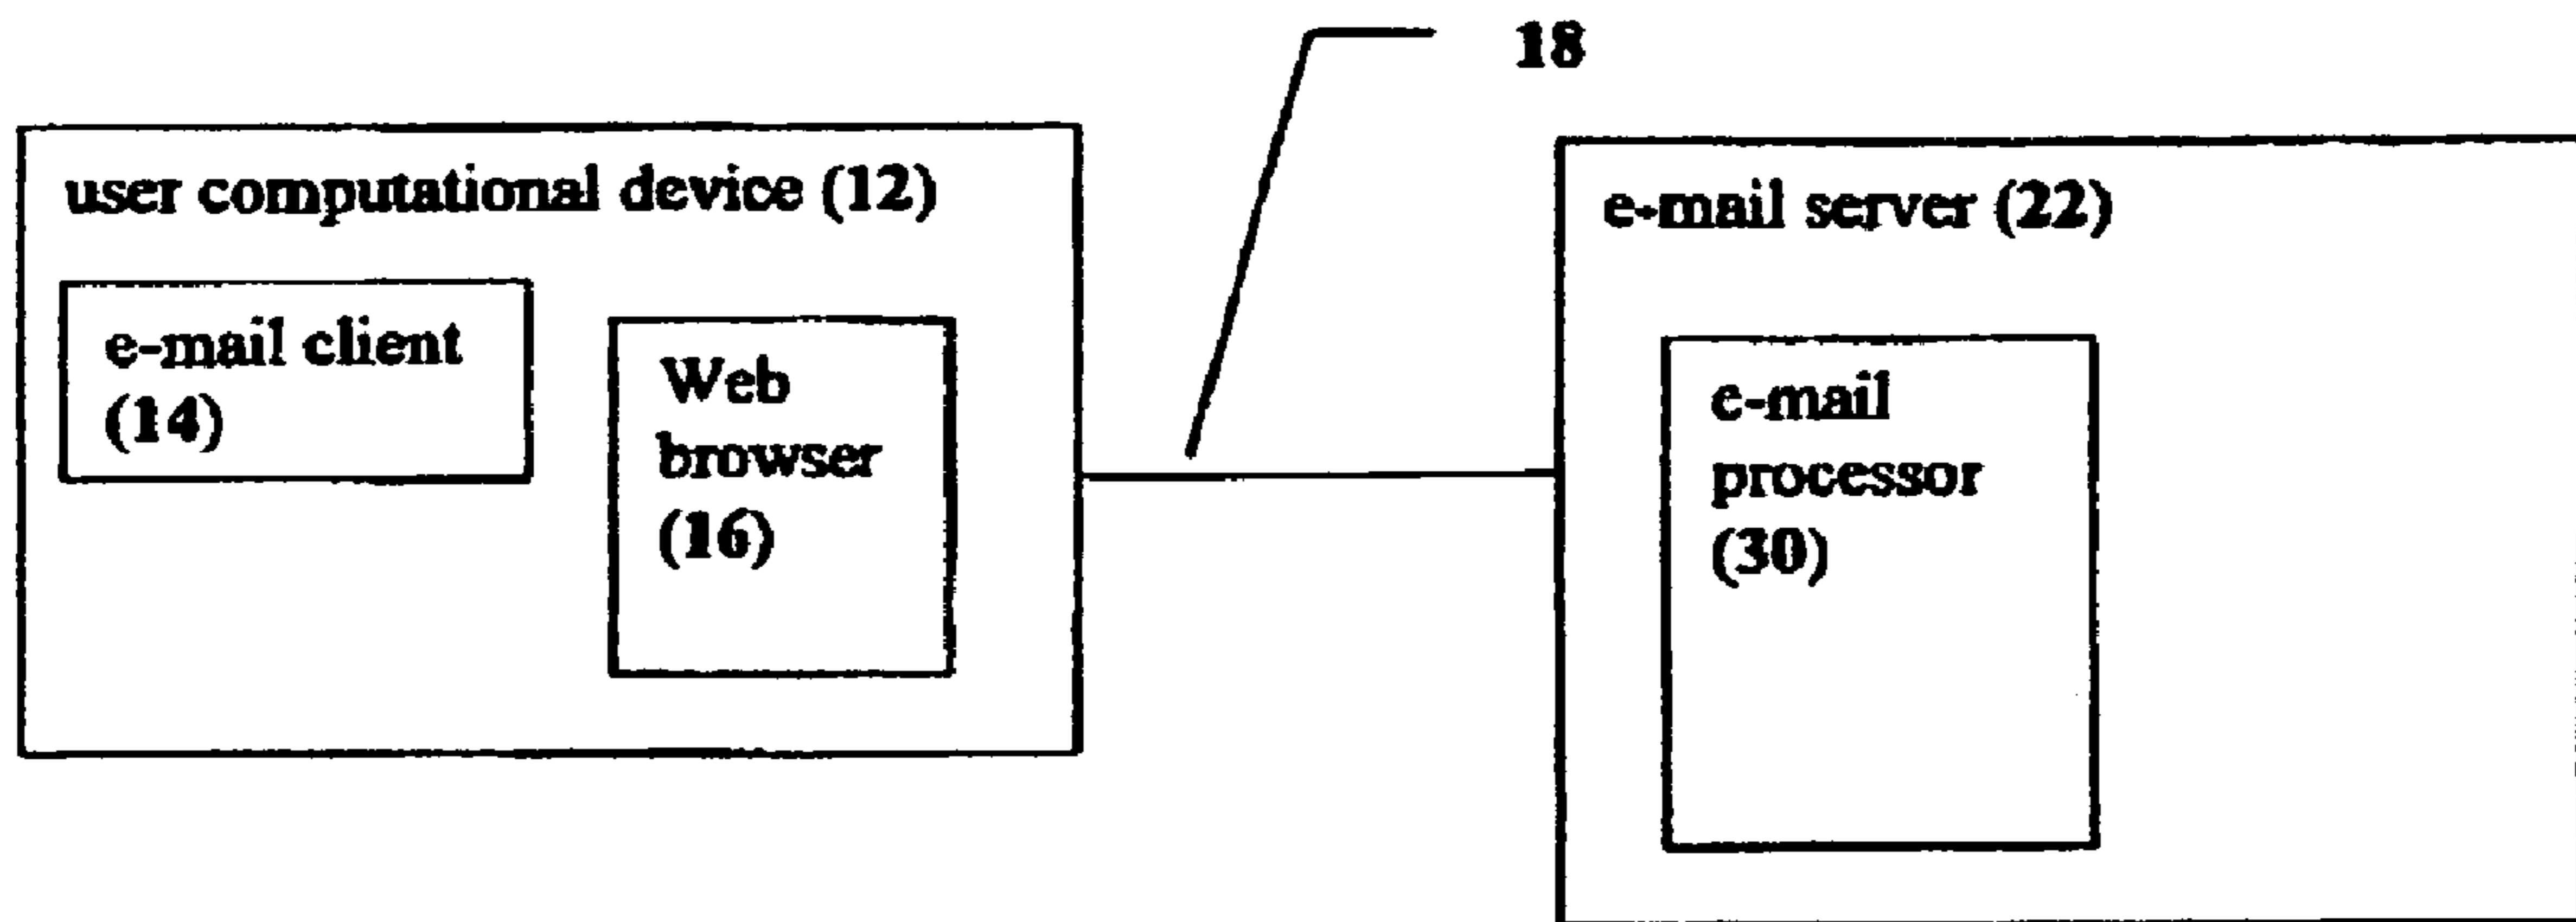 18
user computational device (12)
e-mail server (22)
e-mail client
(14)
Web
browser
(16)
e-mail
processor
(30)